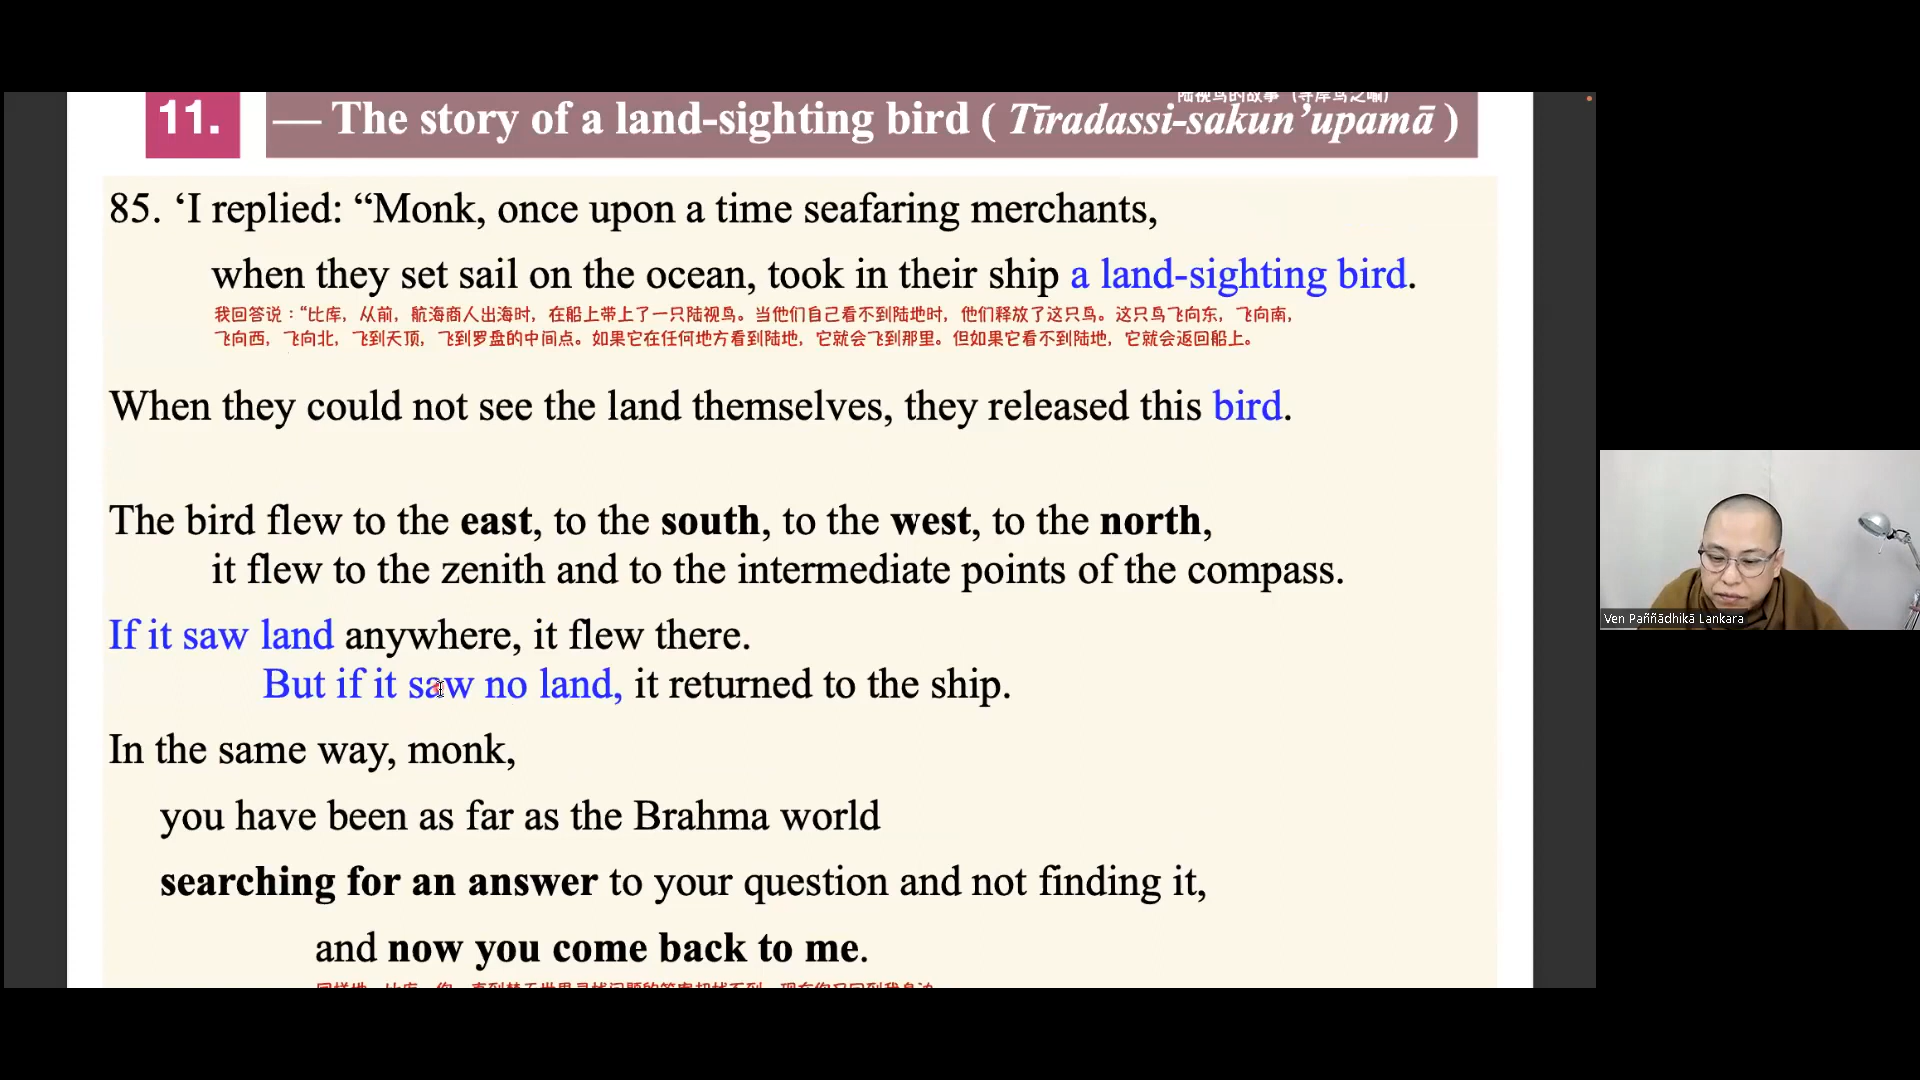 陆视鸟的故事（寻岸鸟之喻）
11. — The story of a land-sighting bird ( Tīradassi-sakun’upamā )
85. ‘I replied: “Monk, once upon a time seafaring merchants,
when they set sail on the ocean, took in their ship a land-sighting bird.
我回答说：“比库，从前，航海商人出海时，在船上带上了一只陆视鸟。当他们自己看不到陆地时，他们释放了这只鸟。这只鸟飞向东，飞向南，
飞向西，飞向北，飞到天顶，飞到罗盘的中间点。如果它在任何地方看到陆地，它就会飞到那里。但如果它看不到陆地，它就会返回船上。
When they could not see the land themselves, they released this bird.
The bird flew to the east, to the south, to the west, to the north,
it flew to the zenith and to the intermediate points of the compass.
If it saw land anywhere, it flew there.
But if it saw no land, it returned to the ship.
In the same way, monk,
you have been as far as the Brahma world
searching for an answer to your question and not finding it,
and now you come back to me.
Ven Paññādhikā Lankara